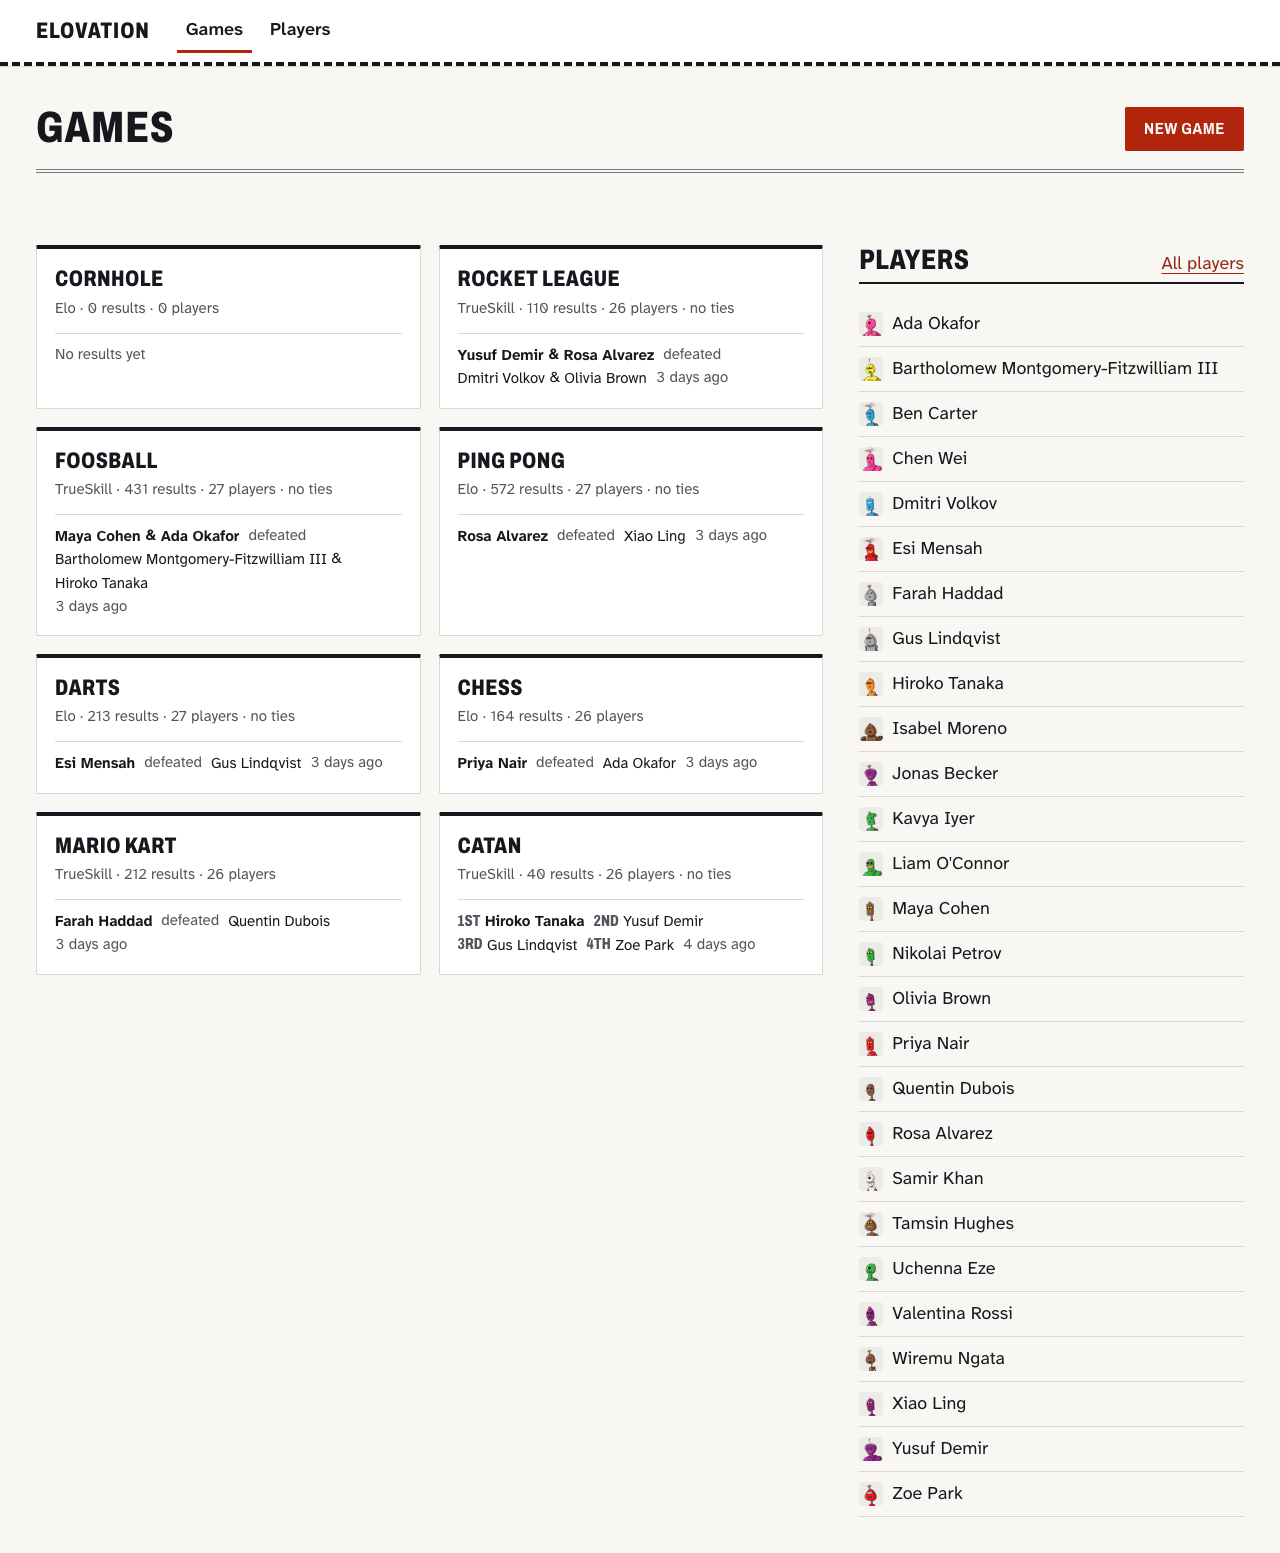 ELOVATION Games Players
GAMES
NEW GAME
CORNHOLE
Elo · 0 results · 0 players
No results yet
ROCKET LEAGUE
TrueSkill · 110 results · 26 players · no ties
Yusuf Demir & Rosa Alvarez defeated
Dmitri Volkov & Olivia Brown 3 days ago
FOOSBALL
TrueSkill · 431 results · 27 players · no ties
Maya Cohen & Ada Okafor defeated
Bartholomew Montgomery-Fitzwilliam III &
Hiroko Tanaka
3 days ago
PING PONG
Elo · 572 results · 27 players · no ties
Rosa Alvarez defeated Xiao Ling 3 days ago
DARTS
Elo · 213 results · 27 players · no ties
Esi Mensah defeated Gus Lindqvist 3 days ago
CHESS
Elo · 164 results · 26 players
Priya Nair defeated Ada Okafor 3 days ago
MARIO KART
TrueSkill · 212 results · 26 players
Farah Haddad defeated Quentin Dubois
3 days ago
CATAN
TrueSkill · 40 results · 26 players · no ties
1ST Hiroko Tanaka 2ND Yusuf Demir
3RD Gus Lindqvist 4TH Zoe Park 4 days ago
PLAYERS
All players
Ada Okafor
Bartholomew Montgomery-Fitzwilliam III
Ben Carter
Chen Wei
Dmitri Volkov
Esi Mensah
Farah Haddad
Gus Lindqvist
Hiroko Tanaka
Isabel Moreno
Jonas Becker
Kavya Iyer
Liam O'Connor
Maya Cohen
Nikolai Petrov
Olivia Brown
Priya Nair
Quentin Dubois
Rosa Alvarez
Samir Khan
Tamsin Hughes
Uchenna Eze
Valentina Rossi
Wiremu Ngata
Xiao Ling
Yusuf Demir
Zoe Park